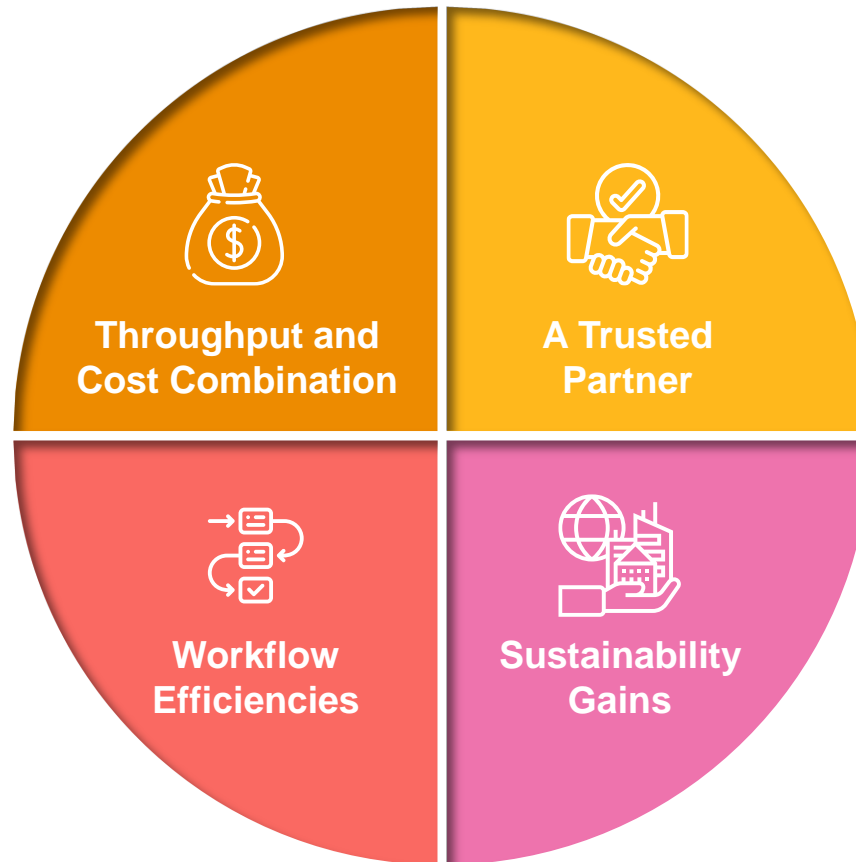 Throughput and
Cost Combination
A Trusted
Partner
Workflow
Efficiencies
Sustainability
Gains